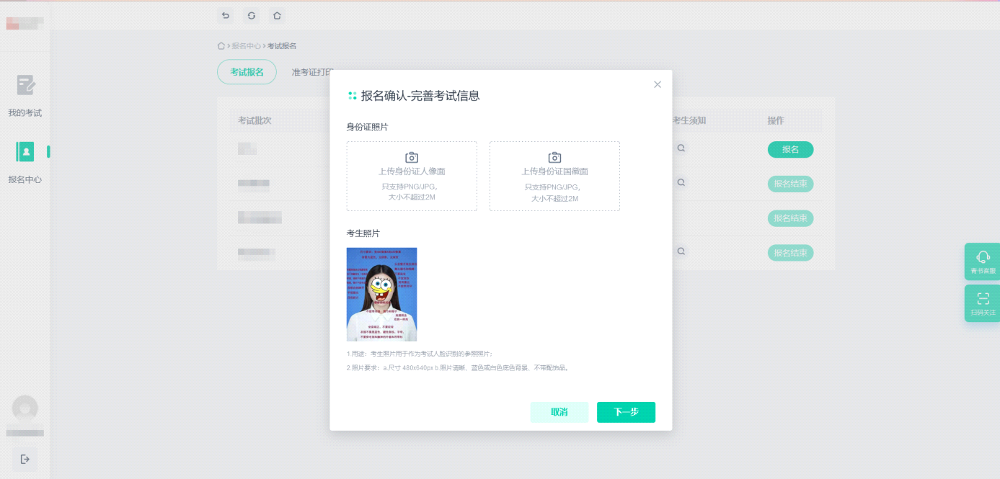 报名中心
考试报名
考试报名
准考证打印
我的考试
报名中心
考试批次
考生须知
操作
报名
报名结束
报名结束
报名结束
报名确认-完善考试信息
身份证照片
上传身份证人像面
只支持PNG/JPG，
大小不超过2M
上传身份证国徽面
只支持PNG/JPG，
大小不超过2M
考生照片
1.用途：考生照片用于作为考试人脸识别的参照照片；
2.照片要求：a.尺寸 480x640px b.照片清晰、蓝色或白色底色背景、不带配饰品。
取消
下一步
青书客服
扫码关注